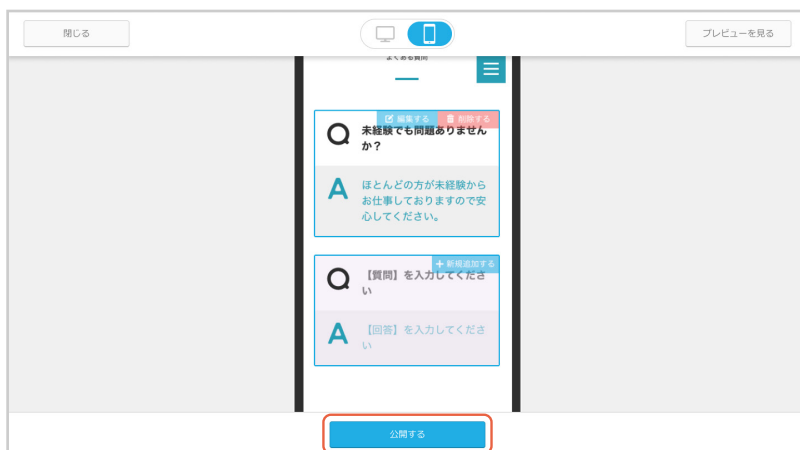 閉じる
プレビューを見る
よくある質問
編集する 削除する
Q 未経験でも問題ありません
か？
A ほとんどの方が未経験から
お仕事しておりますので安
心してください。
+ 新規追加する
Q 【質問】を入力してくださ
い
A 【回答】を入力してくださ
い
公開する